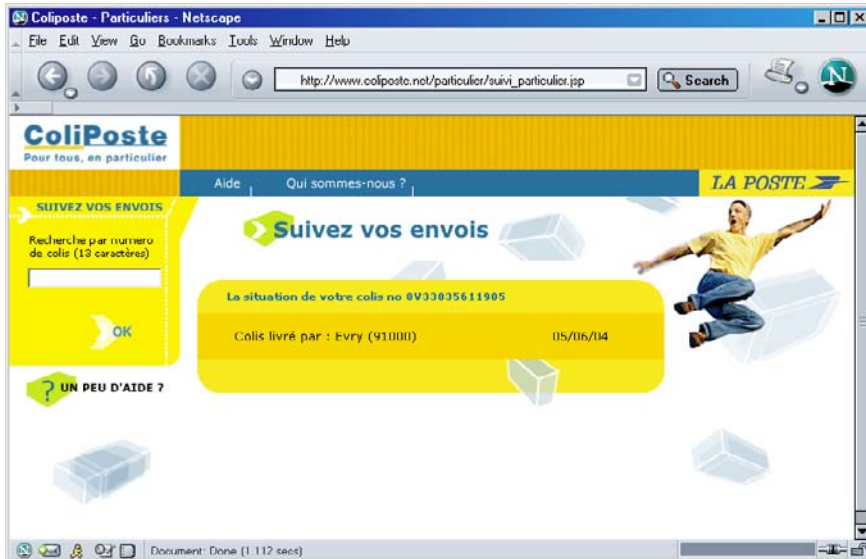 Coliposte - Particuliers - Netscape
File Edit View Go Bookmarks Tools Window Help
http://www.coliposte.net/particulier/suivi_particulier.jsp
Search
N
ColiPoste
Pour tous, en particulier
Aide
Qui sommes-nous ?
LA POSTE
SUIVEZ VOS ENVOIS
Recherche par numero
de colis (13 caractères)
OK
UN PEU D'AIDE ?
Suivez vos envois
La situation de votre colis no 8V33035611905
Colis livré par : Evry (91000)
05/06/04
Document: Done (1.112 secs)